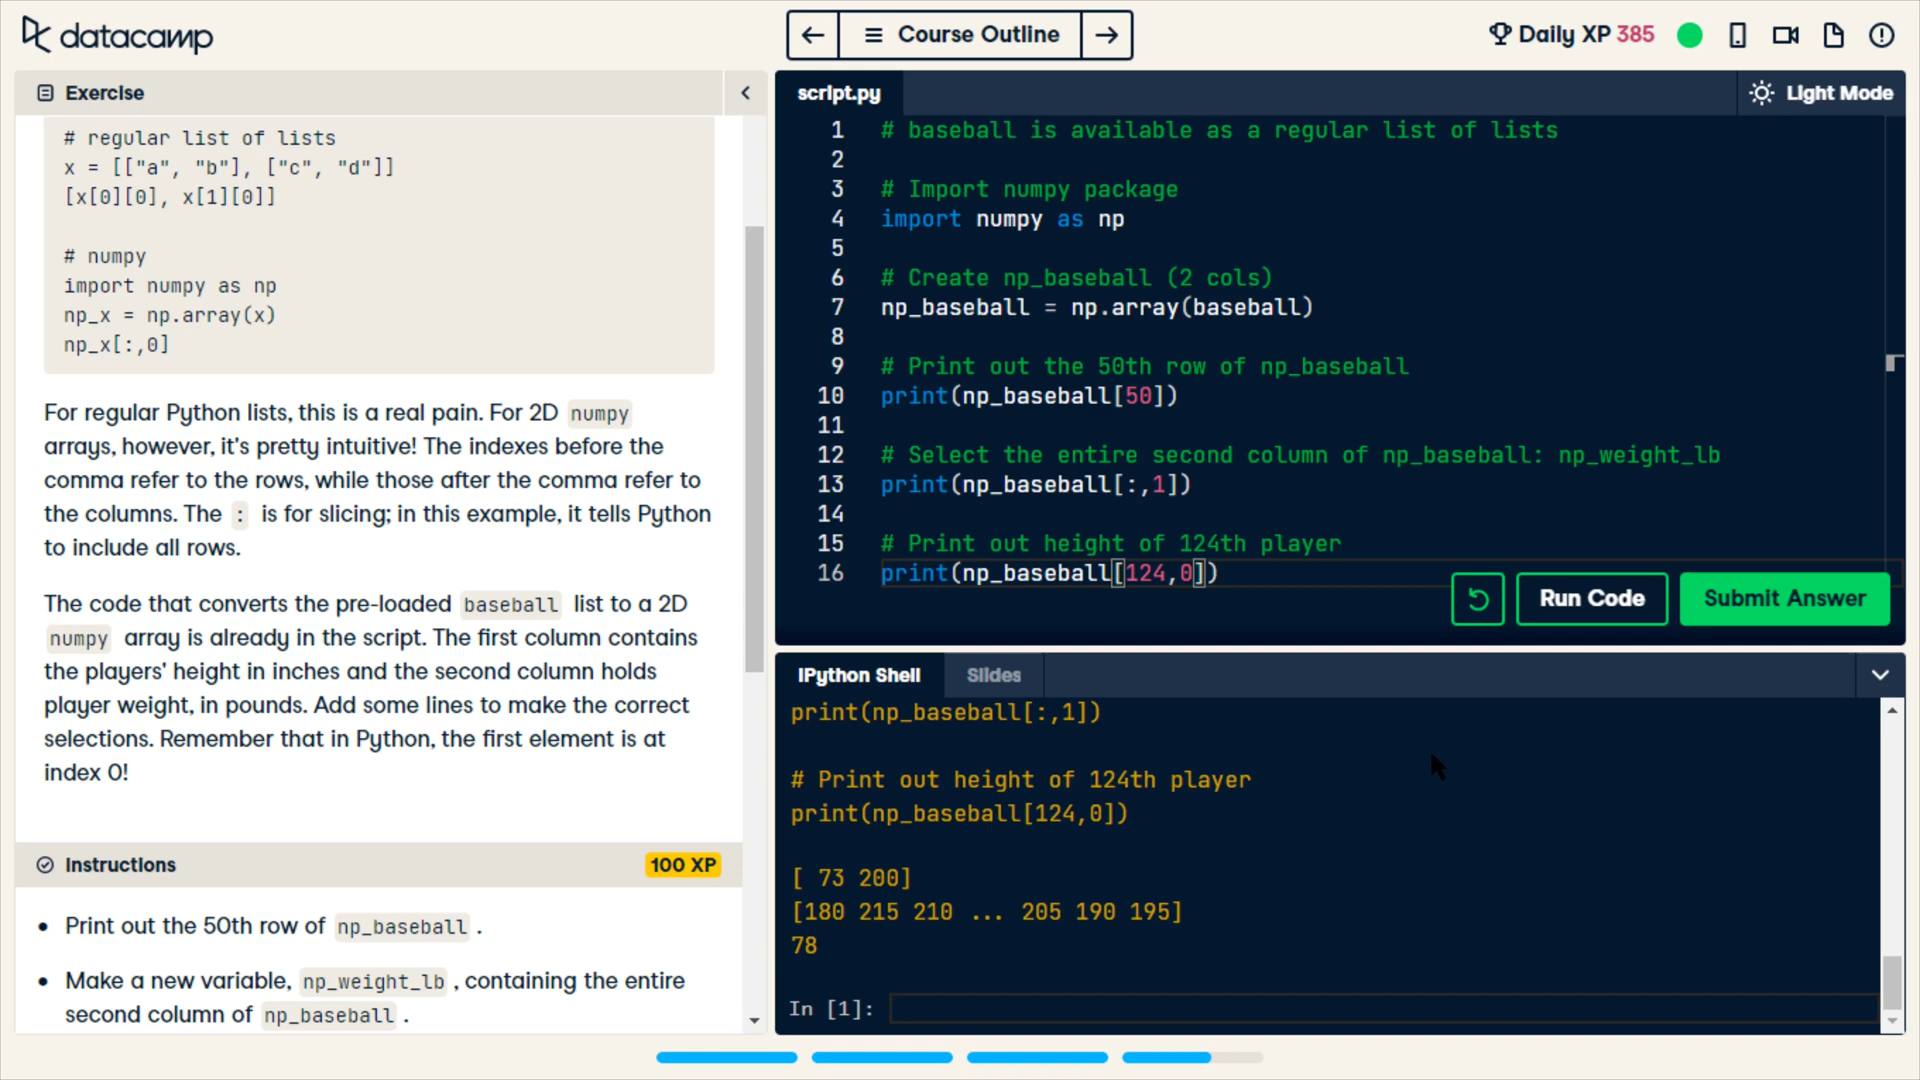 datacamp
Course Outline
Daily XP 385
Exercise
# regular list of lists
x = [["a", "b"], ["c", "d"]]
[x[0][0], x[1][0]]
# numpy
import numpy as np
np_x = np.array(x)
np_x[:,0]
For regular Python lists, this is a real pain. For 2D numpy
arrays, however, it's pretty intuitive! The indexes before the
comma refer to the rows, while those after the comma refer to
the columns. The : is for slicing; in this example, it tells Python
to include all rows.
The code that converts the pre-loaded baseball list to a 2D
numpy array is already in the script. The first column contains
the players' height in inches and the second column holds
player weight, in pounds. Add some lines to make the correct
selections. Remember that in Python, the first element is at
index 0!
Instructions
100 XP
• Print out the 50th row of np_baseball .
• Make a new variable, np_weight_lb , containing the entire
second column of np_baseball .
script.py
Light Mode
1 # baseball is available as a regular list of lists
2
3 # Import numpy package
4 import numpy as np
5
6 # Create np_baseball (2 cols)
7 np_baseball = np.array(baseball)
8
9 # Print out the 50th row of np_baseball
10 print(np_baseball[50])
11
12 # Select the entire second column of np_baseball: np_weight_lb
13 print(np_baseball[:,1])
14
15 # Print out height of 124th player
16 print(np_baseball[124,0])
Run Code
Submit Answer
IPython Shell
Slides
print(np_baseball[:,1])
# Print out height of 124th player
print(np_baseball[124,0])
[ 73 200]
[180 215 210 ... 205 190 195]
78
In [1]: